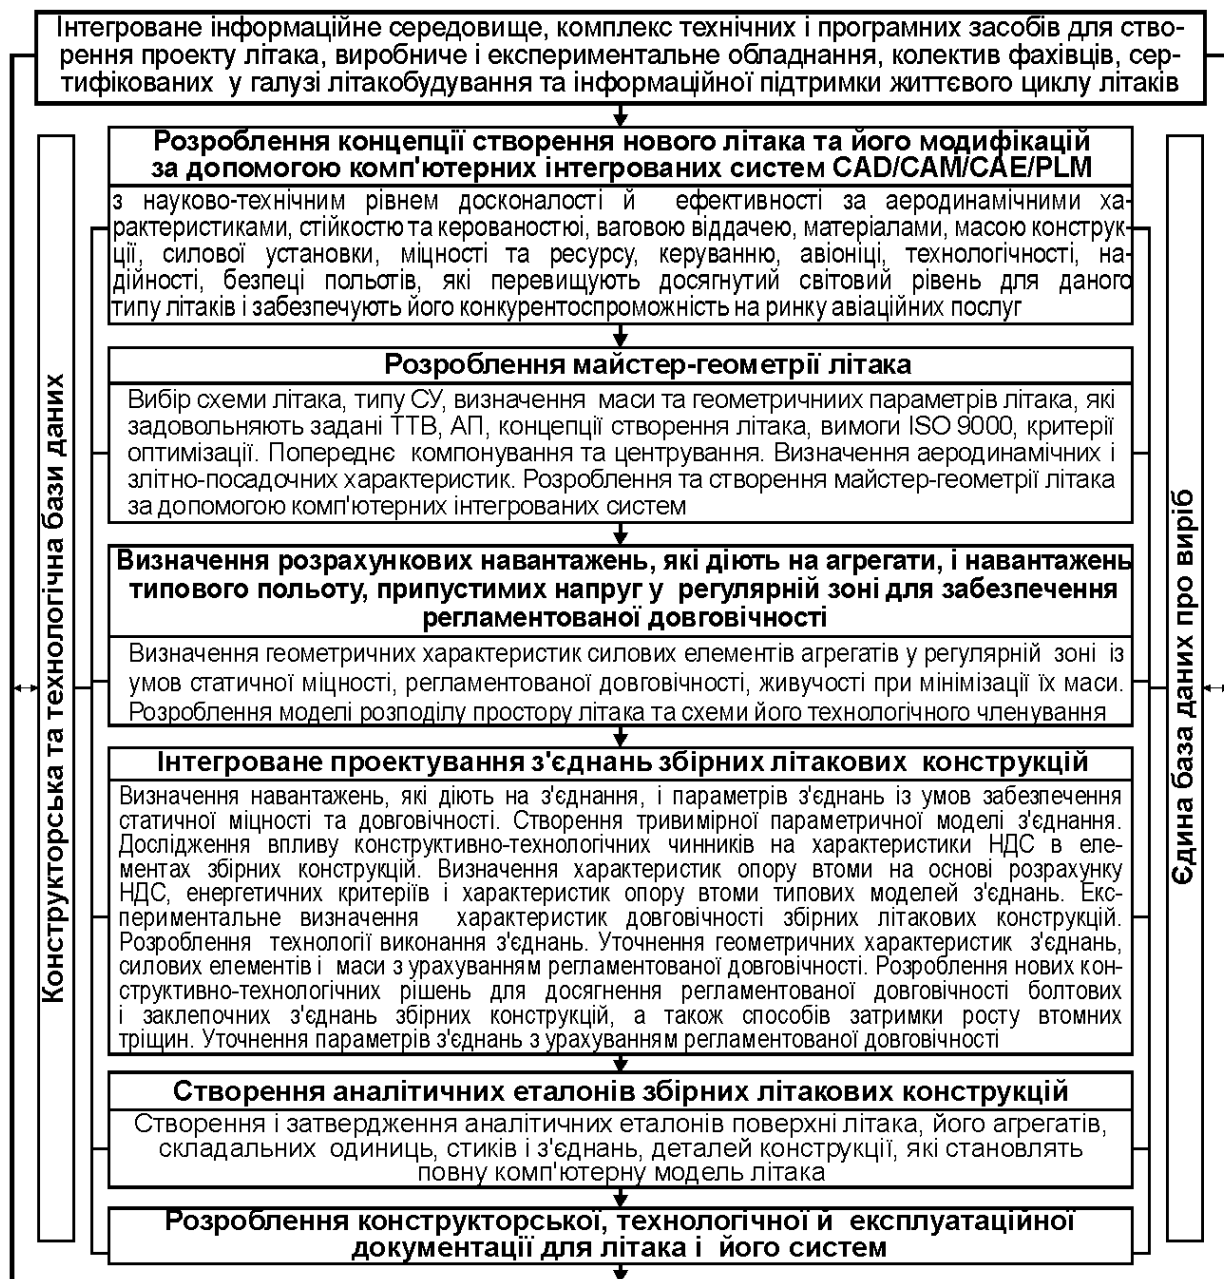 Інтегроване інформаційне середовище, комплекс технічних і програмних засобів для ство-
рення проекту літака, виробниче і експериментальне обладнання, колектив фахівців, сер-
тифікованих у галузі літакобудування та інформаційної підтримки життєвого циклу літаків
Конструкторська та технологічна бази даних
Розроблення концепції створення нового літака та його модифікацій
за допомогою комп'ютерних інтегрованих систем CAD/CAM/CAE/PLM
з науково-технічним рівнем досконалості й ефективності за аеродинамічними ха-
рактеристиками, стійкостю та керованостюі, ваговою віддачею, матеріалами, масою конструк-
ції, силової установки, міцності та ресурсу, керуванню, авіоніці, технологічності, на-
дійності, безпеці польотів, які перевищують досягнутий світовий рівень для даного
типу літаків і забезпечують його конкурентоспроможність на ринку авіаційних послуг
Розроблення майстер-геометрії літака
Вибір схеми літака, типу СУ, визначення маси та геометричниих параметрів літака, які
задовольняють задані ТТВ, АП, концепції створення літака, вимоги ISO 9000, критерії
оптимізації. Попереднє компонування та центрування. Визначення аеродинамічних і
злітно-посадочних характеристик. Розроблення та створення майстер-геометрії літака
за допомогою комп'ютерних інтегрованих систем
Визначення розрахункових навантажень, які діють на агрегати, і навантажень
типового польоту, припустимих напруг у регулярній зоні для забезпечення
регламентованої довговічності
Визначення геометричних характеристик силових елементів агрегатів у регулярній зоні із
умов статичної міцності, регламентованої довговічності, живучості при мінімізації їх маси.
Розроблення моделі розподілу простору літака та схеми його технологічного членування
Інтегроване проектування з'єднань збірних літакових конструкцій
Визначення навантажень, які діють на з'єднання, і параметрів з'єднань із умов забезпечення
статичної міцності та довговічності. Створення тривимірної параметричної моделі з'єднання.
Дослідження впливу конструктивно-технологічних чинників на характеристики НДС в еле-
ментах збірних конструкцій. Визначення характеристик опору втоми на основі розрахунку
НДС, енергетичних критеріїв і характеристик опору втоми типових моделей з'єднань. Екс-
периментальне визначення характеристик довговічності збірних літакових конструкцій.
Розроблення технології виконання з'єднань. Уточнення геометричних характеристик з'єднань,
силових елементів і маси з урахуванням регламентованої довговічності. Розроблення нових кон-
структивно-технологічних рішень для досягнення регламентованої довговічності болтових
і заклепочних з'єднань збірних конструкцій, а також способів затримки росту втомних
тріщин. Уточнення параметрів з'єднань з урахуванням регламентованої довговічності
Створення аналітичних еталонів збірних літакових конструкцій
Створення і затвердження аналітичних еталонів поверхні літака, його агрегатів,
складальних одиниць, стиків і з'єднань, деталей конструкції, які становлять
повну комп'ютерну модель літака
Розроблення конструкторської, технологічної й експлуатаційної
документації для літака і його систем
Єдина база даних про виріб